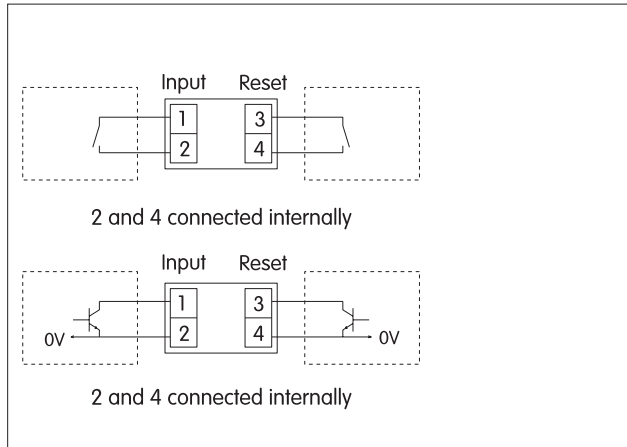 Input Reset
1 3
2 4
2 and 4 connected internally
Input Reset
1 3
0V 2 4 0V
2 and 4 connected internally